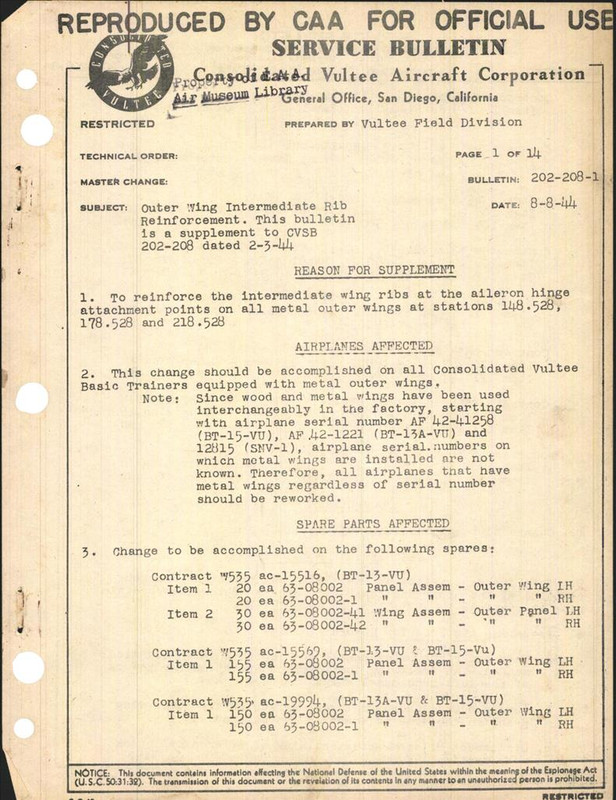 REPRODUCED BY CAA FOR OFFICIAL USE
SERVICE BULLETIN
CONSOLIDATED VULTEE
Consolidated Vultee Aircraft Corporation
Property of E.A.A.
Air Museum Library
General Office, San Diego, California
RESTRICTED PREPARED BY Vultee Field Division
TECHNICAL ORDER: PAGE 1 OF 14
MASTER CHANGE: BULLETIN: 202-208-1
SUBJECT: Outer Wing Intermediate Rib DATE: 8-8-44
Reinforcement. This bulletin
is a supplement to CVSB
202-208 dated 2-3-44
REASON FOR SUPPLEMENT
1. To reinforce the intermediate wing ribs at the aileron hinge
attachment points on all metal outer wings at stations 148.528,
178.528 and 218.528
AIRPLANES AFFECTED
2. This change should be accomplished on all Consolidated Vultee
Basic Trainers equipped with metal outer wings.
Note: Since wood and metal wings have been used
interchangeably in the factory, starting
with airplane serial number AF 42-41258
(BT-15-VU), AF 42-1221 (BT-13A-VU) and
12815 (SNV-1), airplane serial numbers on
which metal wings are installed are not
known. Therefore, all airplanes that have
metal wings regardless of serial number
should be reworked.
SPARE PARTS AFFECTED
3. Change to be accomplished on the following spares:
Contract W535 ac-15516, (BT-13-VU)
Item 1 20 ea 63-08002 Panel Assem - Outer Wing LH
20 ea 63-08002-1 " " - " " RH
Item 2 30 ea 63-08002-41 Wing Assem - Outer Panel LH
30 ea 63-08002-42 " " - " " RH
Contract W535 ac-15569, (BT-13-VU & BT-15-Vu)
Item 1 155 ea 63-08002 Panel Assem - Outer Wing LH
155 ea 63-08002-1 " " - " " RH
Contract W535 ac-19994, (BT-13A-VU & BT-15-VU)
Item 1 150 ea 63-08002 Panel Assem - Outer Wing LH
150 ea 63-08002-1 " " - " " RH
NOTICE: This document contains information affecting the National Defense of the United States within the meaning of the Espionage Act
(U.S.C. 50:31:32). The transmission of this document or the revelation of its contents in any manner to an unauthorized person is prohibited.
RESTRICTED